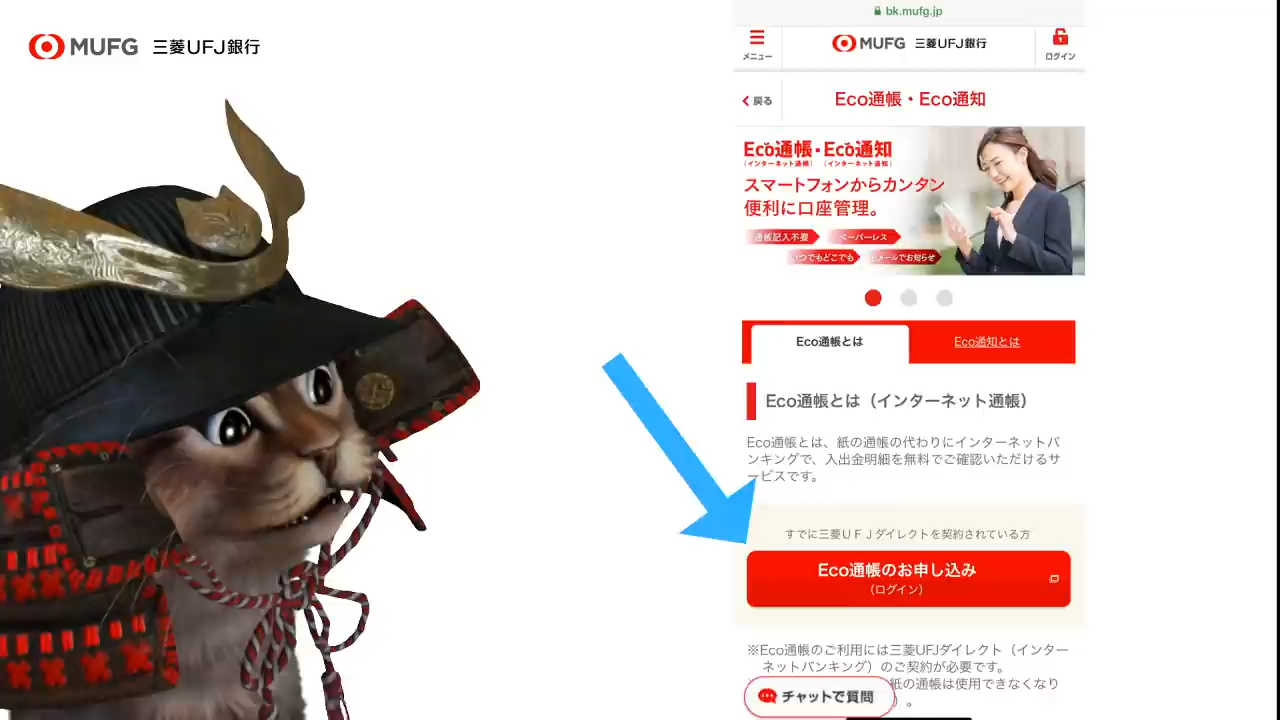 MUFG 三菱UFJ銀行
bk.mufg.jp
メニュー
MUFG 三菱UFJ銀行
ログイン
戻る
Eco通帳・Eco通知
Eco通帳・Eco通知
(インターネット通帳) (インターネット通知)
スマートフォンからカンタン
便利に口座管理。
通帳記入不要 ペーパーレス
いつでもどこでも Eメールでお知らせ
Eco通帳とは
Eco通知とは
Eco通帳とは（インターネット通帳）
Eco通帳とは、紙の通帳の代わりにインターネットバ
ンキングで、入出金明細を無料でご確認いただけるサ
ービスです。
すでに三菱ＵＦＪダイレクトを契約されている方
Eco通帳のお申し込み
（ログイン）
※Eco通帳のご利用には三菱UFJダイレクト（インター
ネットバンキング）のご契約が必要です。
紙の通帳は使用できなくなり
）。
チャットで質問